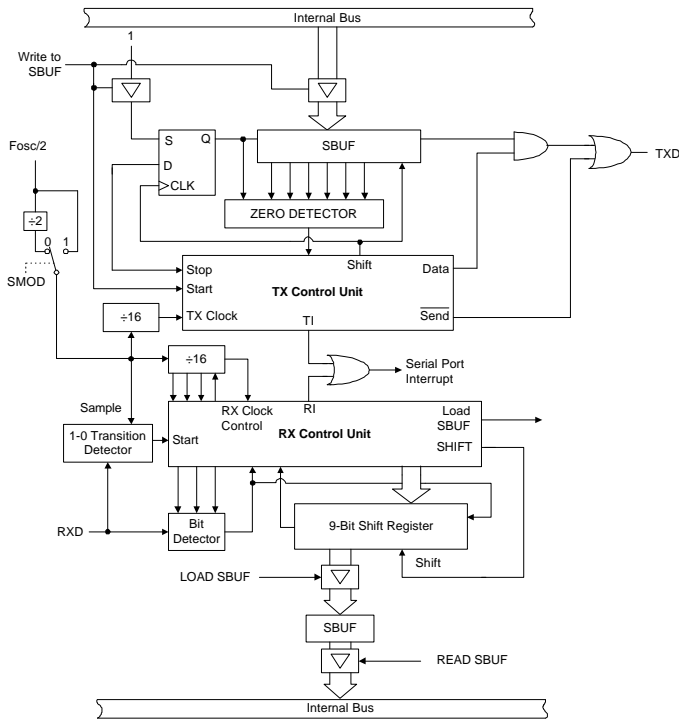 Internal Bus
1
Write to
SBUF
S
Q
D
CLK
SBUF
TXD
Fosc/2
÷2
0
1
SMOD
ZERO DETECTOR
Shift
Stop
Start
TX Clock
TX Control Unit
Data
Send
TI
÷16
÷16
Serial Port
Interrupt
Sample
1-0 Transition
Detector
RX Clock
Control
RI
Load
SBUF
Start
RX Control Unit
SHIFT
RXD
Bit
Detector
9-Bit Shift Register
Shift
LOAD SBUF
SBUF
READ SBUF
Internal Bus